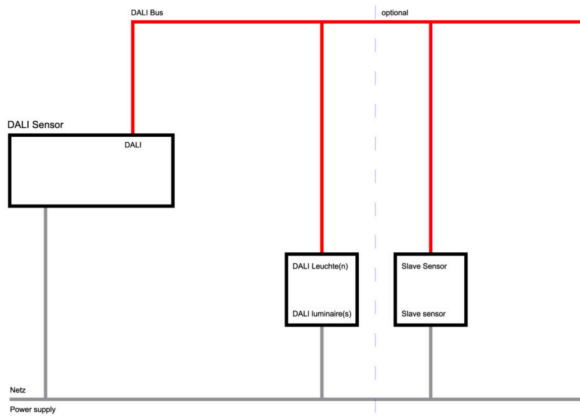 DALI Bus
optional
DALI Sensor
DALI
DALI Leuchte(n)
DALI luminaire(s)
Slave Sensor
Slave sensor
Netz
Power supply